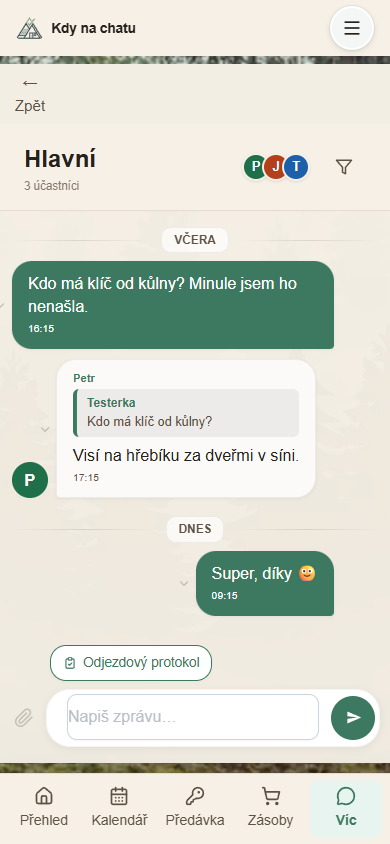 Kdy na chatu
←
Zpět
Hlavní
3 účastníci
P J T
VČERA
Kdo má klíč od kůlny? Minule jsem ho
nenašla.
16:15
Petr
Testerka
Kdo má klíč od kůlny?
Visí na hřebíku za dveřmi v síni.
17:15
P
DNES
Super, díky 😊
09:15
Odjezdový protokol
Napiš zprávu…
Přehled Kalendář Předávka Zásoby Víc